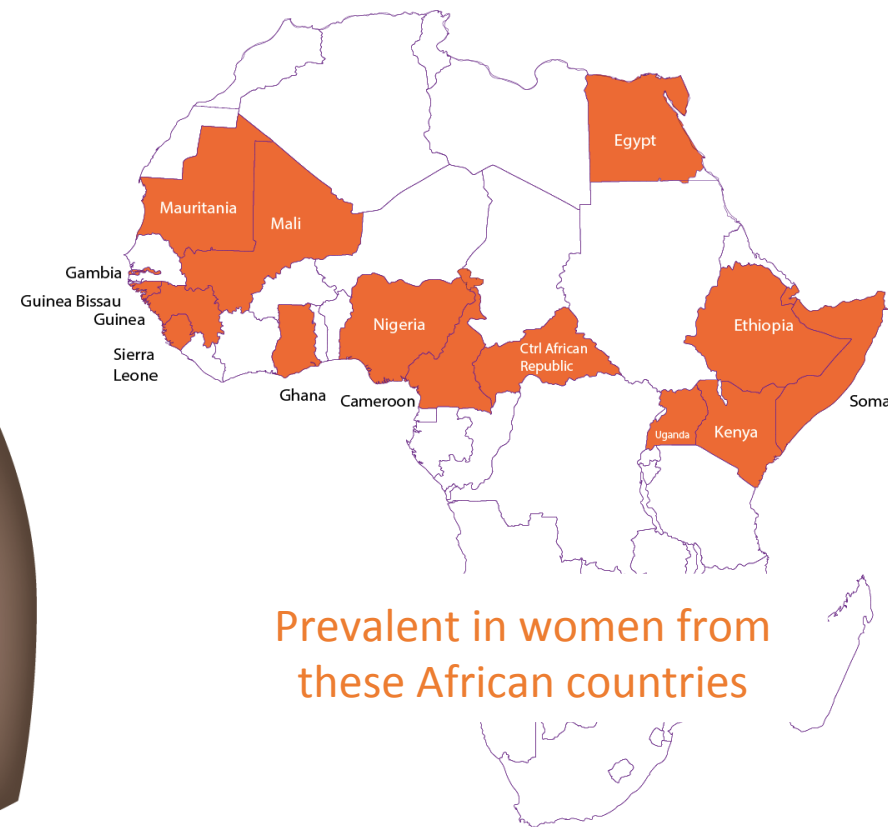 Egypt
Mauritania
Mali
Gambia
Guinea Bissau
Guinea
Nigeria
Ethiopia
Sierra
Leone
Ctrl African
Republic
Ghana
Cameroon
Soma
Uganda
Kenya
Prevalent in women from
these African countries